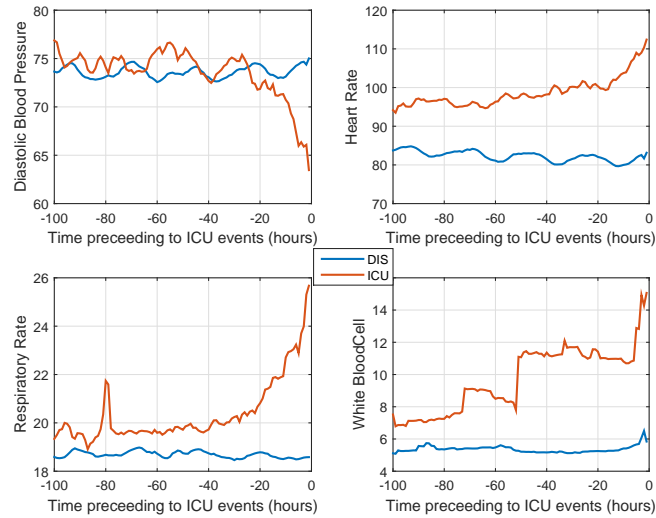 80
75
70
65
60
Diastolic Blood Pressure
-100 -80 -60 -40 -20 0
Time preceeding to ICU events (hours)
120
110
100
90
80
70
Heart Rate
-100 -80 -60 -40 -20 0
Time preceeding to ICU events (hours)
DIS
ICU
26
24
22
20
18
Respiratory Rate
-100 -80 -60 -40 -20 0
Time preceeding to ICU events (hours)
14
12
10
8
6
4
White BloodCell
-100 -80 -60 -40 -20 0
Time preceeding to ICU events (hours)